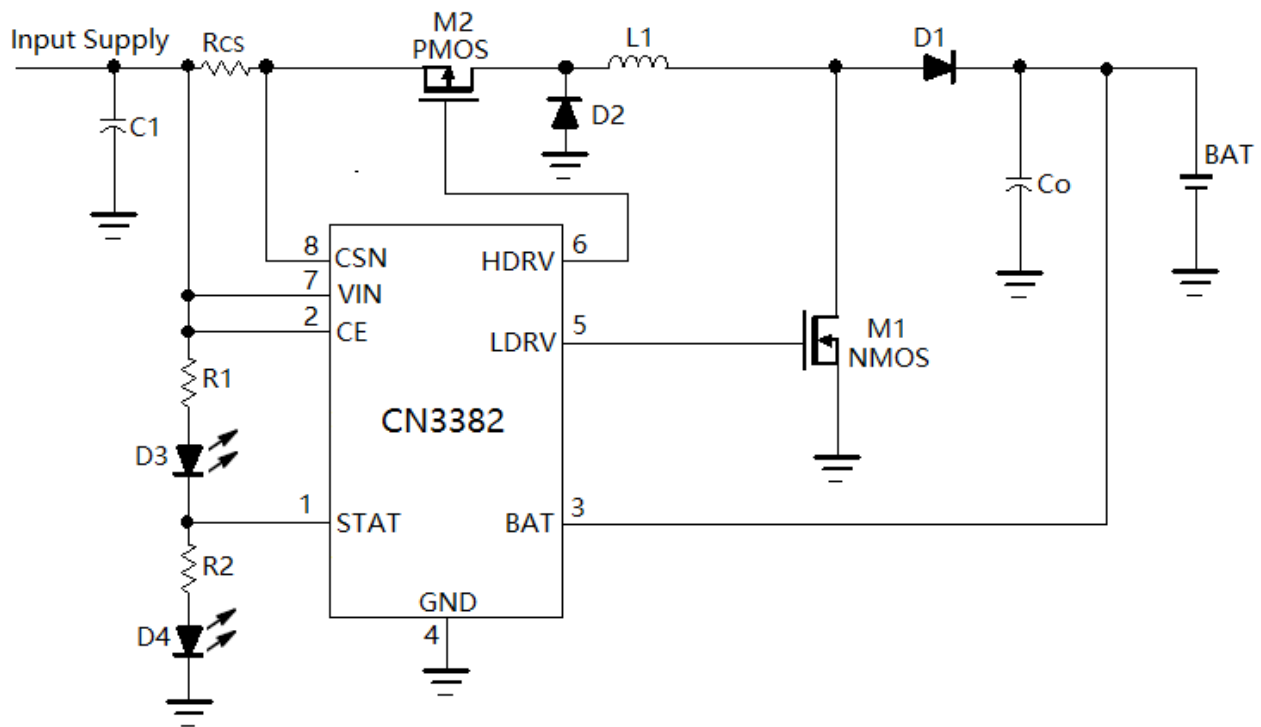 M2
PMOS
L1
D1
Input Supply
RCS
C1
D2
BAT
Co
8
CSN
HDRV
6
7
VIN
2
CE
LDRV
5
M1
NMOS
R1
CN3382
D3
1
STAT
BAT
3
R2
GND
4
D4